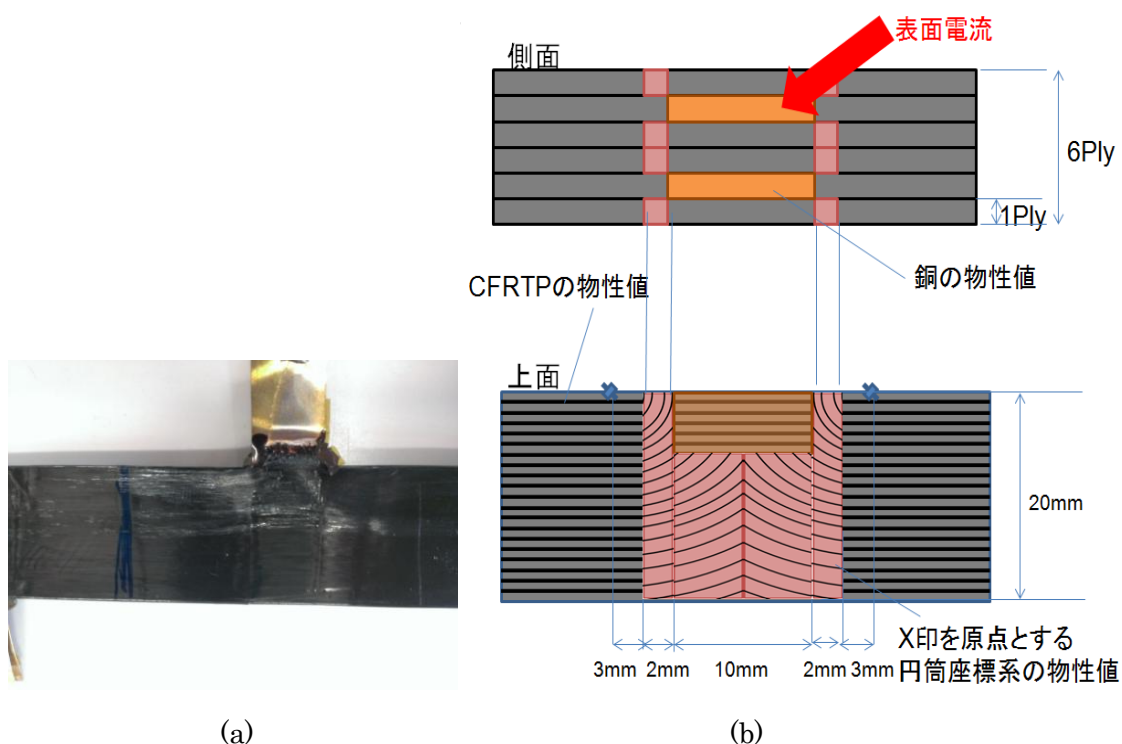 表面電流
側面
6Ply
1Ply
銅の物性値
CFRTPの物性値
上面
20mm
3mm 2mm 10mm 2mm 3mm
X印を原点とする
円筒座標系の物性値
(a) (b)